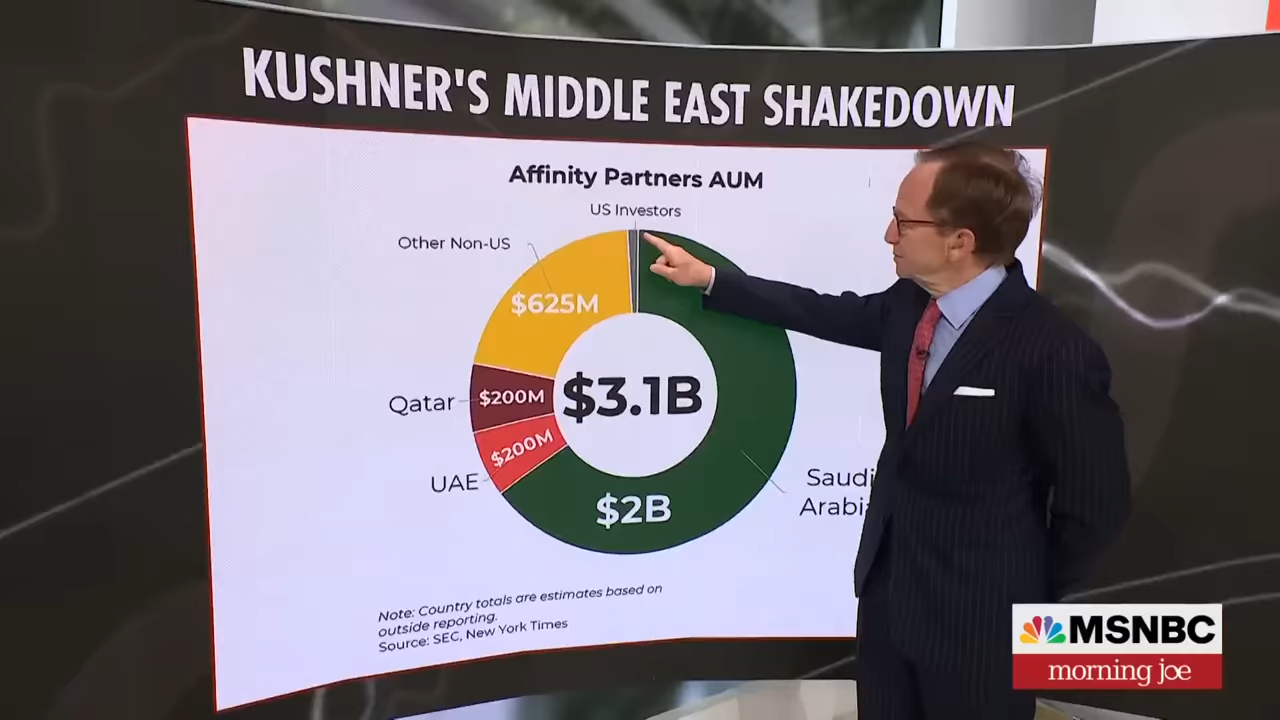 KUSHNER'S MIDDLE EAST SHAKEDOWN
Affinity Partners AUM
US Investors
Other Non-US
$625M
Qatar
$200M
$3.1B
$200M
UAE
Saudi
Arabia
$2B
Note: Country totals are estimates based on
outside reporting.
Source: SEC, New York Times
MSNBC
morning joe